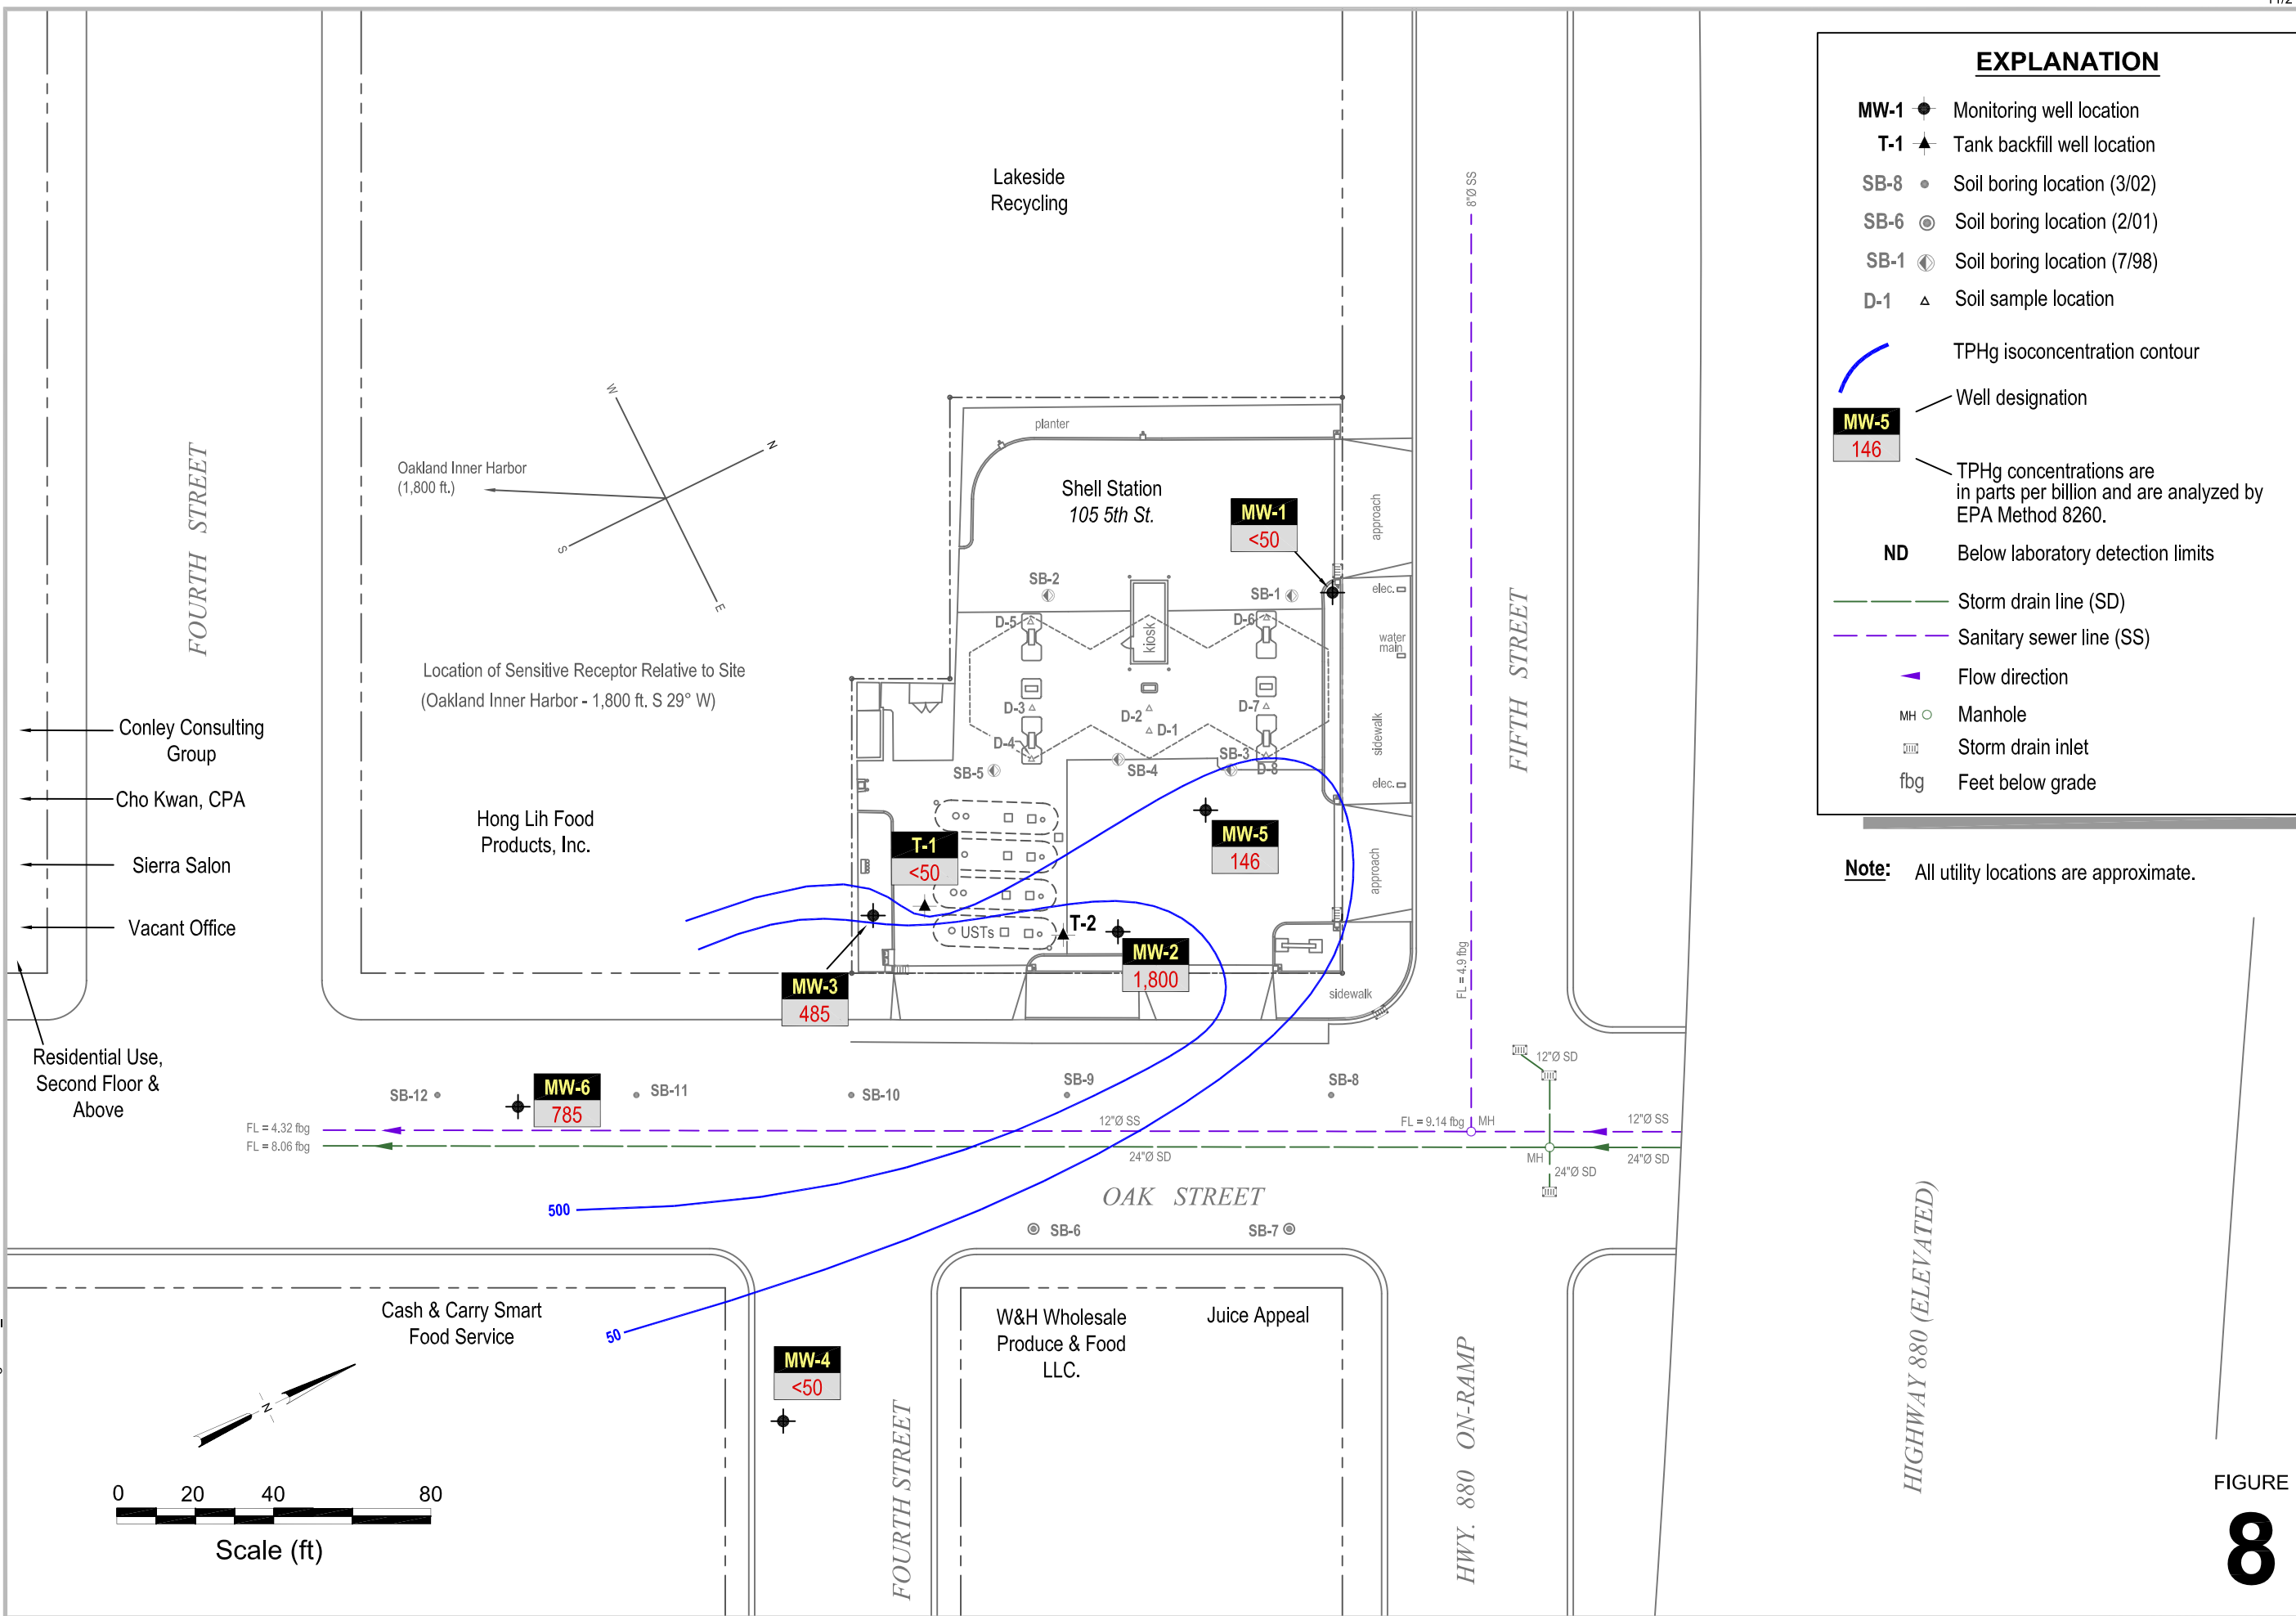 EXPLANATION
MW-1 Monitoring well location
T-1 Tank backfill well location
SB-8 Soil boring location (3/02)
SB-6 Soil boring location (2/01)
SB-1 Soil boring location (7/98)
D-1 Soil sample location
TPHg isoconcentration contour
Well designation
MW-5
146
TPHg concentrations are
in parts per billion and are analyzed by
EPA Method 8260.
ND Below laboratory detection limits
Storm drain line (SD)
Sanitary sewer line (SS)
Flow direction
MH Manhole
Storm drain inlet
fbg Feet below grade
Note: All utility locations are approximate.
Lakeside
Recycling
8"Ø SS
FOURTH STREET
W
N
S
E
Oakland Inner Harbor
(1,800 ft.)
Location of Sensitive Receptor Relative to Site
(Oakland Inner Harbor - 1,800 ft. S 29° W)
planter
Shell Station
105 5th St.
MW-1
<50
approach
SB-2
SB-1
elec.
D-5
kiosk
D-6
water
main
FIFTH STREET
D-3
D-2
D-7
D-1
D-4
SB-3
sidewalk
SB-5
SB-4
D-8
elec.
Conley Consulting
Group
Cho Kwan, CPA
Sierra Salon
Vacant Office
Residential Use,
Second Floor &
Above
Hong Lih Food
Products, Inc.
T-1
<50
MW-5
146
approach
USTs
T-2
MW-2
1,800
MW-3
485
sidewalk
FL = 4.9 fbg
12"Ø SD
SB-12
MW-6
785
SB-11
SB-10
SB-9
SB-8
FL = 4.32 fbg
12"Ø SS
FL = 9.14 fbg
MH
12"Ø SS
FL = 8.06 fbg
24"Ø SD
MH
24"Ø SD
24"Ø SD
OAK STREET
500
SB-6
SB-7
50
Cash & Carry Smart
Food Service
W&H Wholesale
Produce & Food
LLC.
Juice Appeal
MW-4
<50
FOURTH STREET
HWY. 880 ON-RAMP
HIGHWAY 880 (ELEVATED)
N
0 20 40 80
Scale (ft)
FIGURE
8